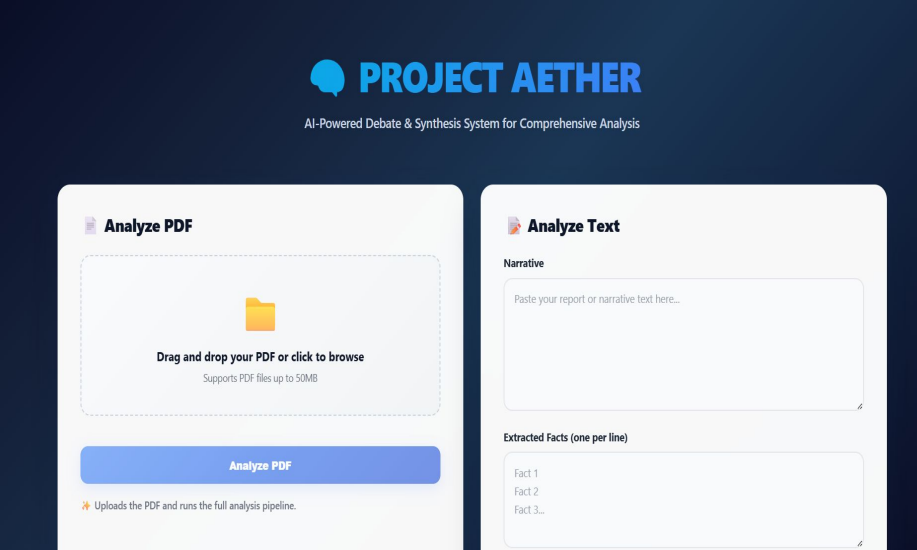 PROJECT AETHER
AI-Powered Debate & Synthesis System for Comprehensive Analysis
Analyze PDF
Drag and drop your PDF or click to browse
Supports PDF files up to 50MB
Analyze PDF
Uploads the PDF and runs the full analysis pipeline.
Analyze Text
Narrative
Paste your report or narrative text here...
Extracted Facts (one per line)
Fact 1
Fact 2
Fact 3...